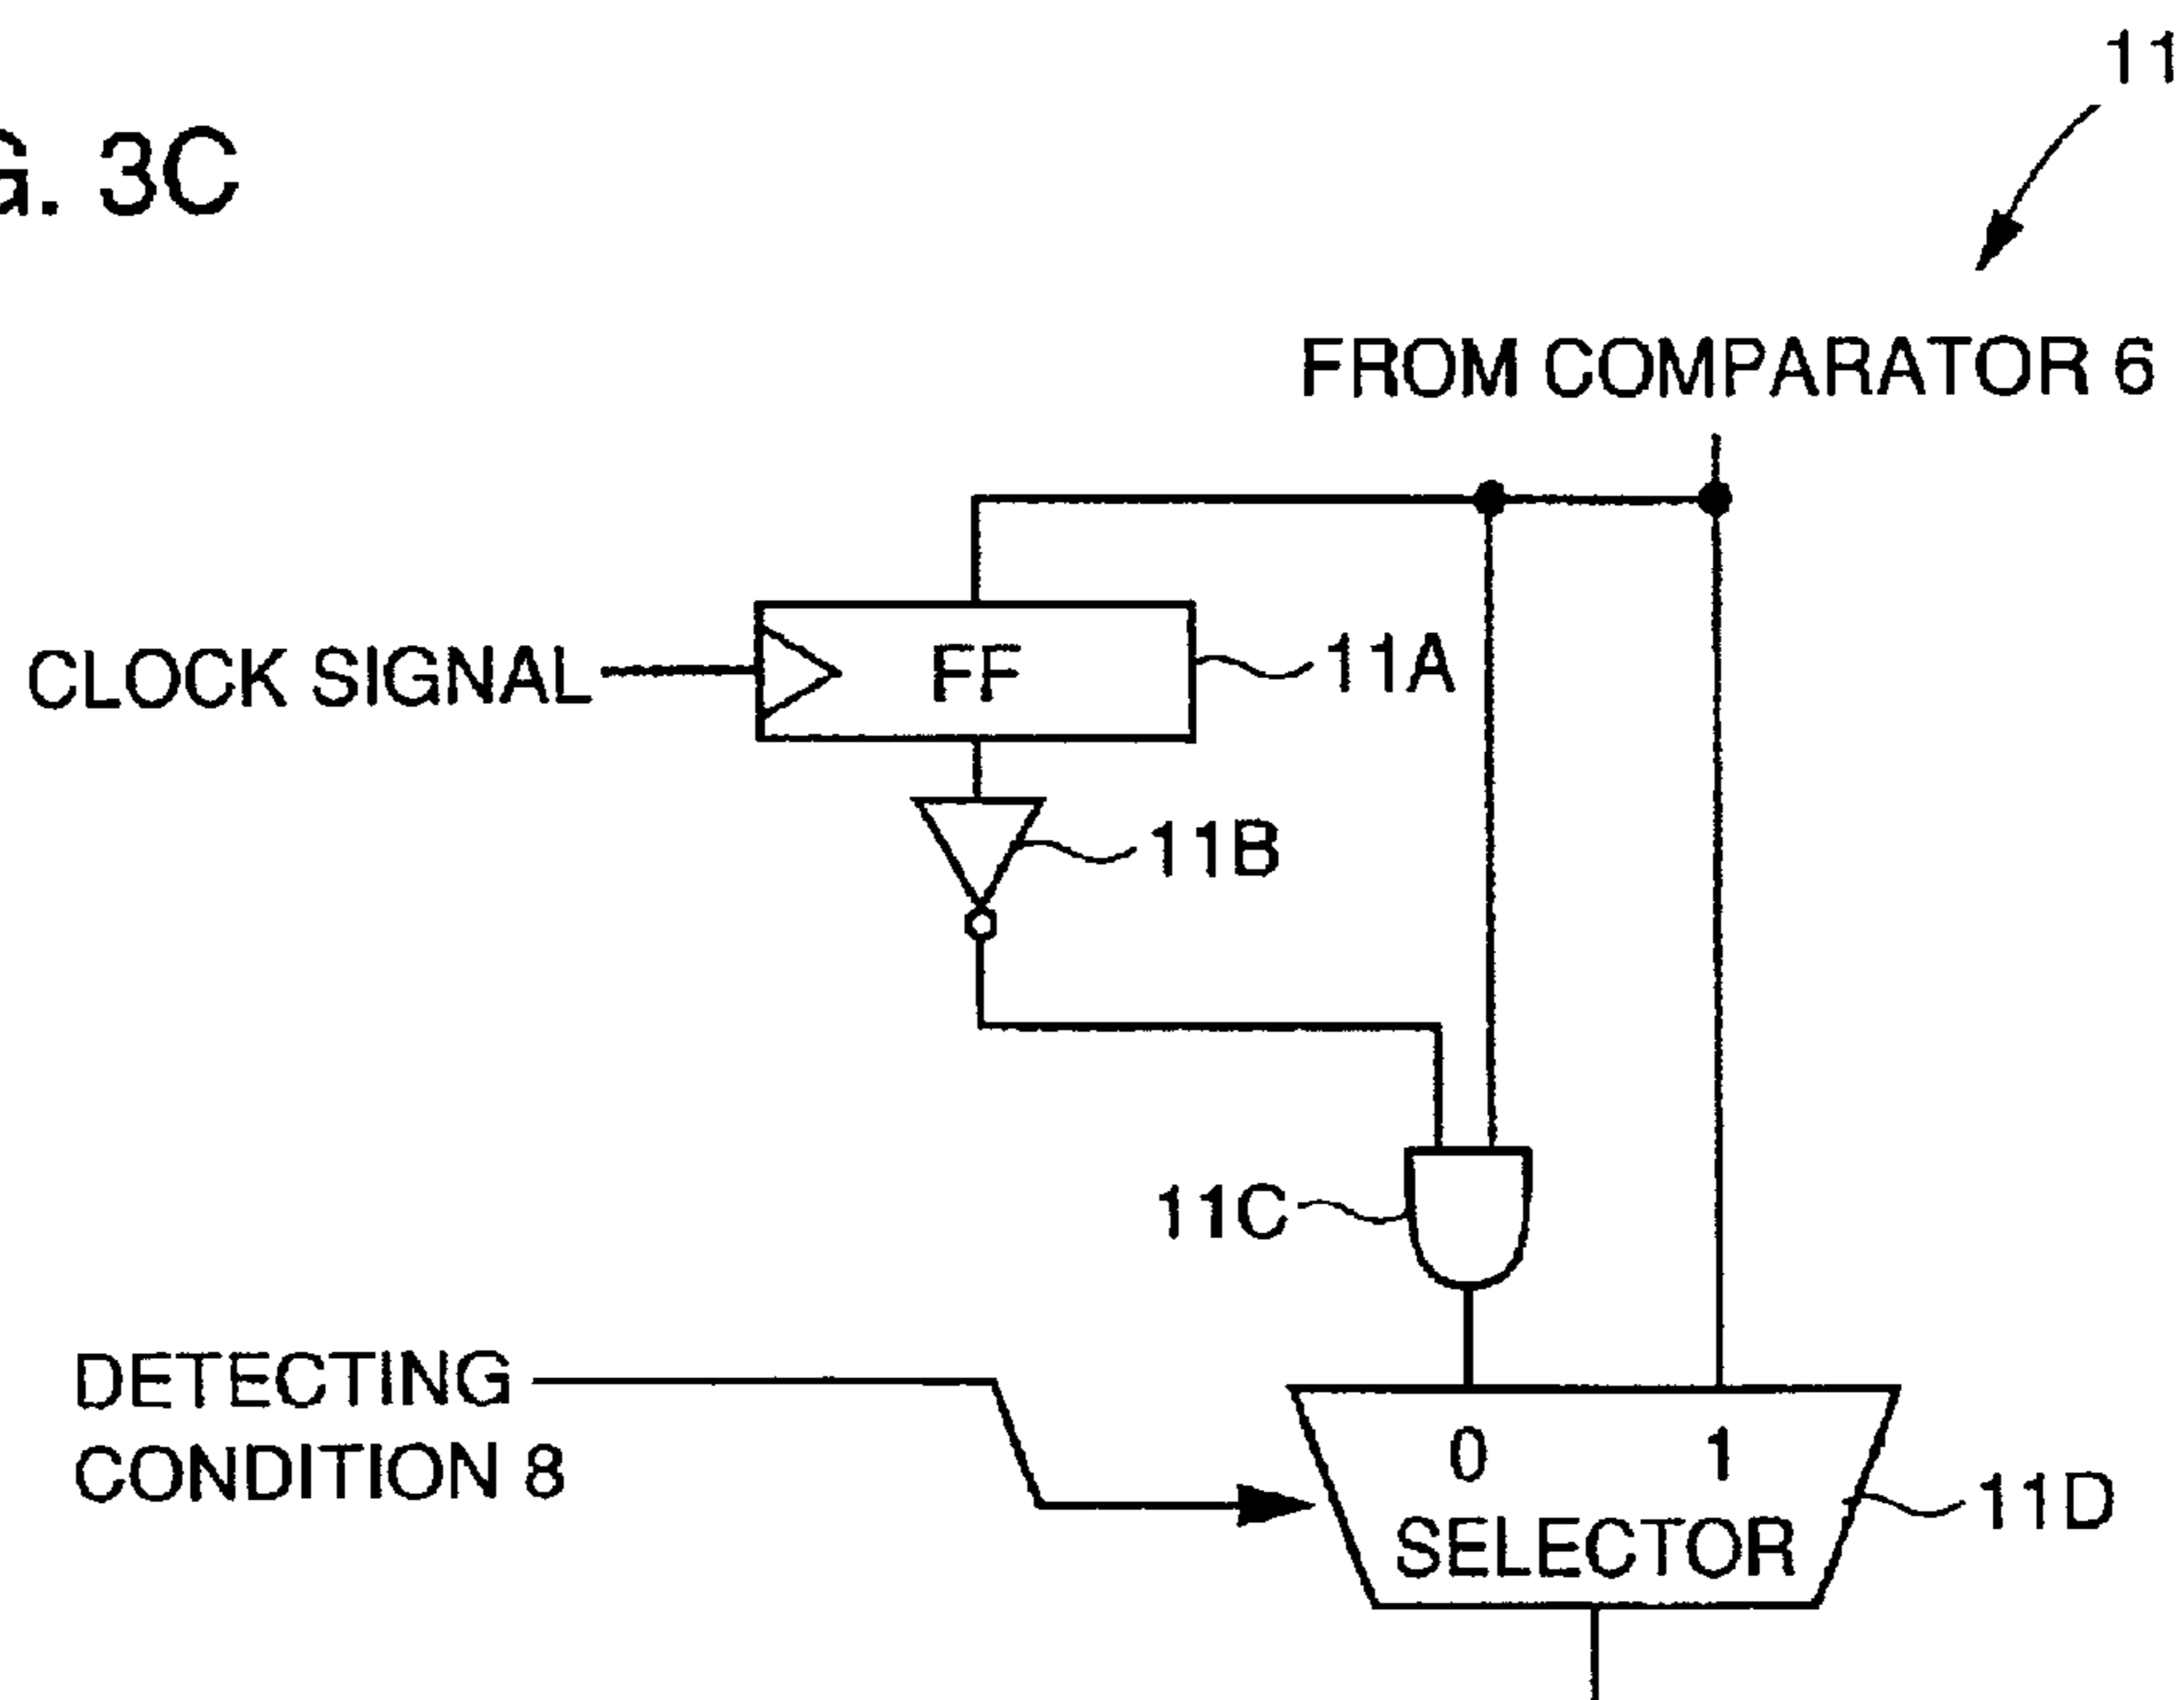 11
G. 3C
FROM COMPARATOR 6
CLOCK SIGNAL
FF
11A
11B
11C
DETECTING
CONDITION 8
0 1
SELECTOR
11D